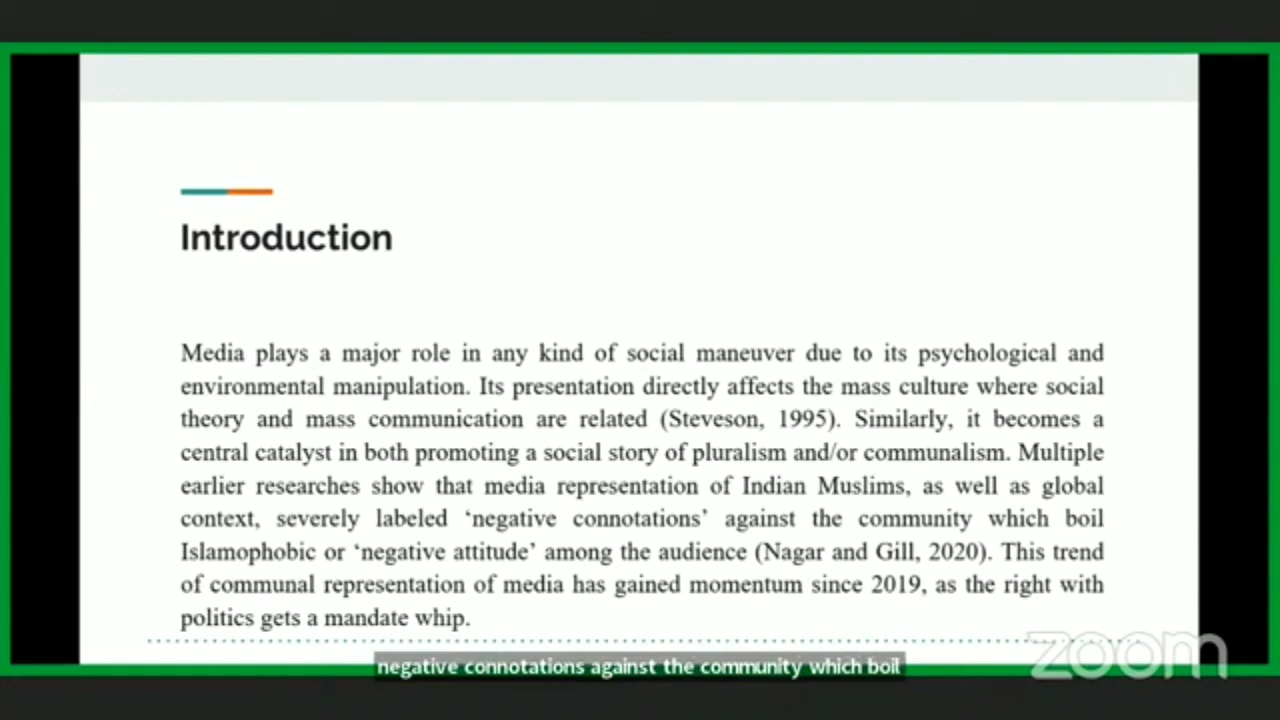 Introduction
Media plays a major role in any kind of social maneuver due to its psychological and
environmental manipulation. Its presentation directly affects the mass culture where social
theory and mass communication are related (Steveson, 1995). Similarly, it becomes a
central catalyst in both promoting a social story of pluralism and/or communalism. Multiple
earlier researches show that media representation of Indian Muslims, as well as global
context, severely labeled ‘negative connotations’ against the community which boil
Islamophobic or ‘negative attitude’ among the audience (Nagar and Gill, 2020). This trend
of communal representation of media has gained momentum since 2019, as the right with
politics gets a mandate whip.
negative connotations against the community which boil
zoom